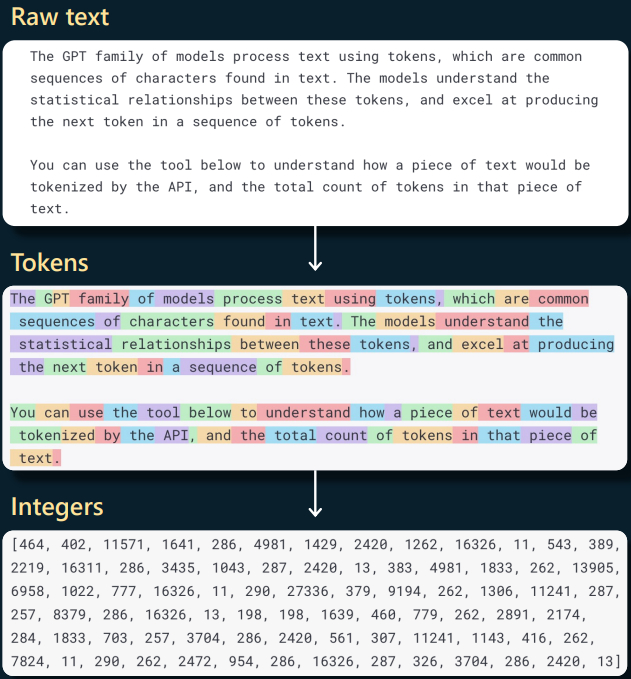 Raw text
The GPT family of models process text using tokens, which are common
sequences of characters found in text. The models understand the
statistical relationships between these tokens, and excel at producing
the next token in a sequence of tokens.
You can use the tool below to understand how a piece of text would be
tokenized by the API, and the total count of tokens in that piece of
text.
Tokens
The GPT family of models process text using tokens, which are common
sequences of characters found in text. The models understand the
statistical relationships between these tokens, and excel at producing
the next token in a sequence of tokens.
You can use the tool below to understand how a piece of text would be
tokenized by the API, and the total count of tokens in that piece of
text.
Integers
[464, 402, 11571, 1641, 286, 4981, 1429, 2420, 1262, 16326, 11, 543, 389,
2219, 16311, 286, 3435, 1043, 287, 2420, 13, 383, 4981, 1833, 262, 13905,
6958, 1022, 777, 16326, 11, 290, 27336, 379, 9194, 262, 1306, 11241, 287,
257, 8379, 286, 16326, 13, 198, 198, 1639, 460, 779, 262, 2891, 2174,
284, 1833, 703, 257, 3704, 286, 2420, 561, 307, 11241, 1143, 416, 262,
7824, 11, 290, 262, 2472, 954, 286, 16326, 287, 326, 3704, 286, 2420, 13]